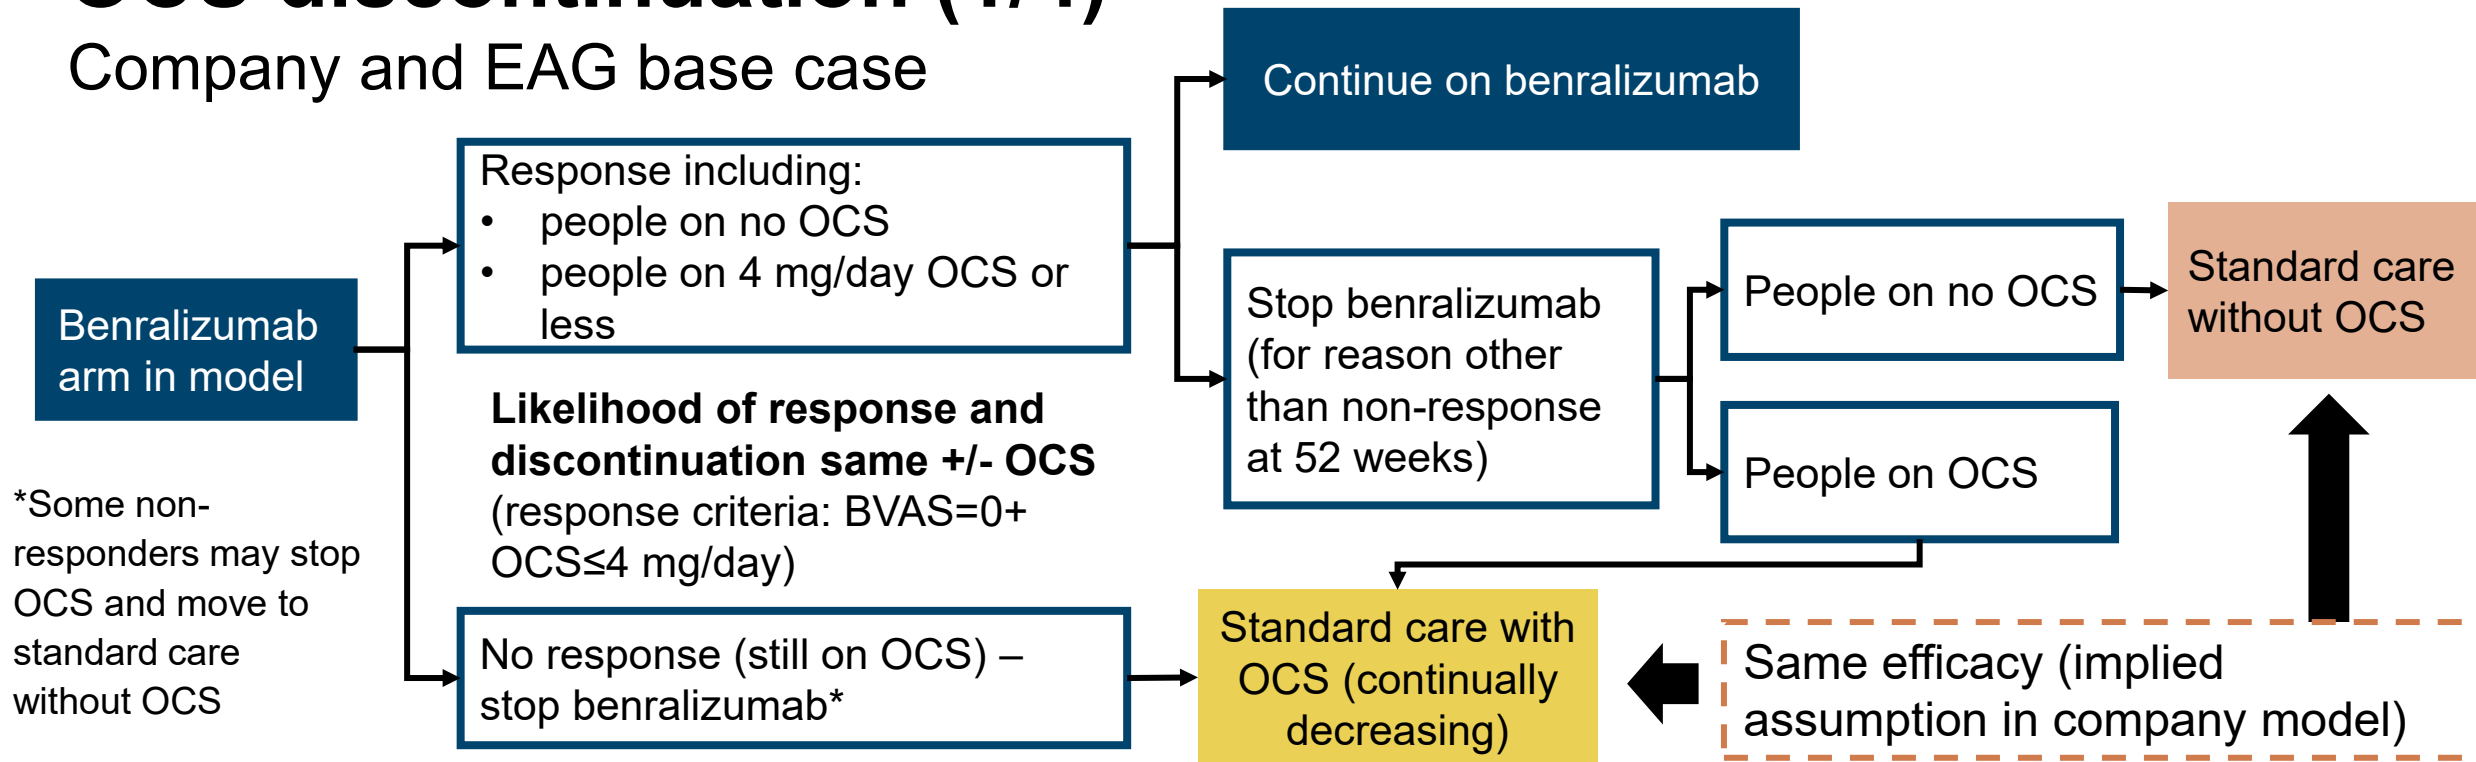 Company and EAG base case
Continue on benralizumab
Response including:
• people on no OCS
• people on 4 mg/day OCS or
less
Benralizumab
arm in model
Likelihood of response and
discontinuation same +/- OCS
(response criteria: BVAS=0+
OCS≤4 mg/day)
*Some non-
responders may stop
OCS and move to
standard care
without OCS
No response (still on OCS) –
stop benralizumab*
Stop benralizumab
(for reason other
than non-response
at 52 weeks)
People on no OCS
People on OCS
Standard care
without OCS
Standard care with
OCS (continually
decreasing)
Same efficacy (implied
assumption in company model)